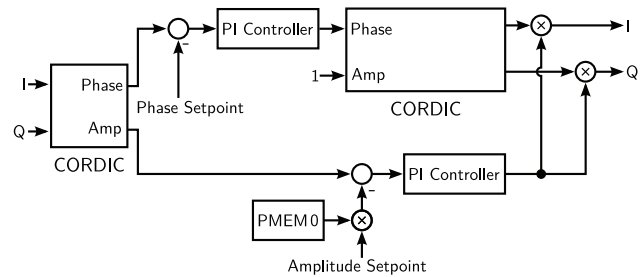 I
Q
Phase
Amp
CORDIC
-
Phase Setpoint
PI Controller
1
Phase
Amp
CORDIC
×
I
×
Q
-
PI Controller
PMEM0
×
Amplitude Setpoint